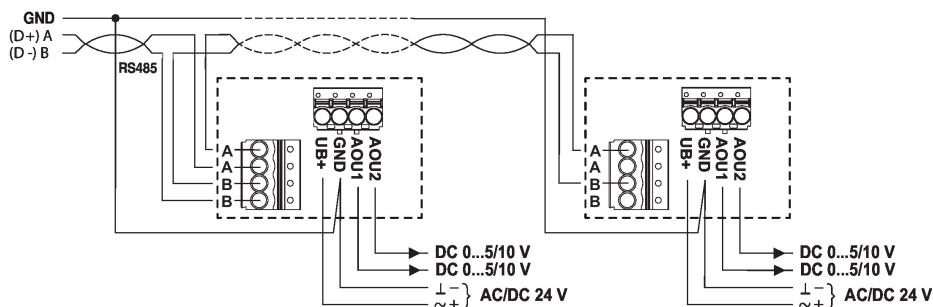 GND
(D+) A
(D -) B
RS485
A
A
B
B
UB+
GND
AOU1
AOU2
DC 0...5/10 V
DC 0...5/10 V
⊥ −
~ +
} AC/DC 24 V
A
A
B
B
UB+
GND
AOU1
AOU2
DC 0...5/10 V
DC 0...5/10 V
⊥ −
~ +
} AC/DC 24 V